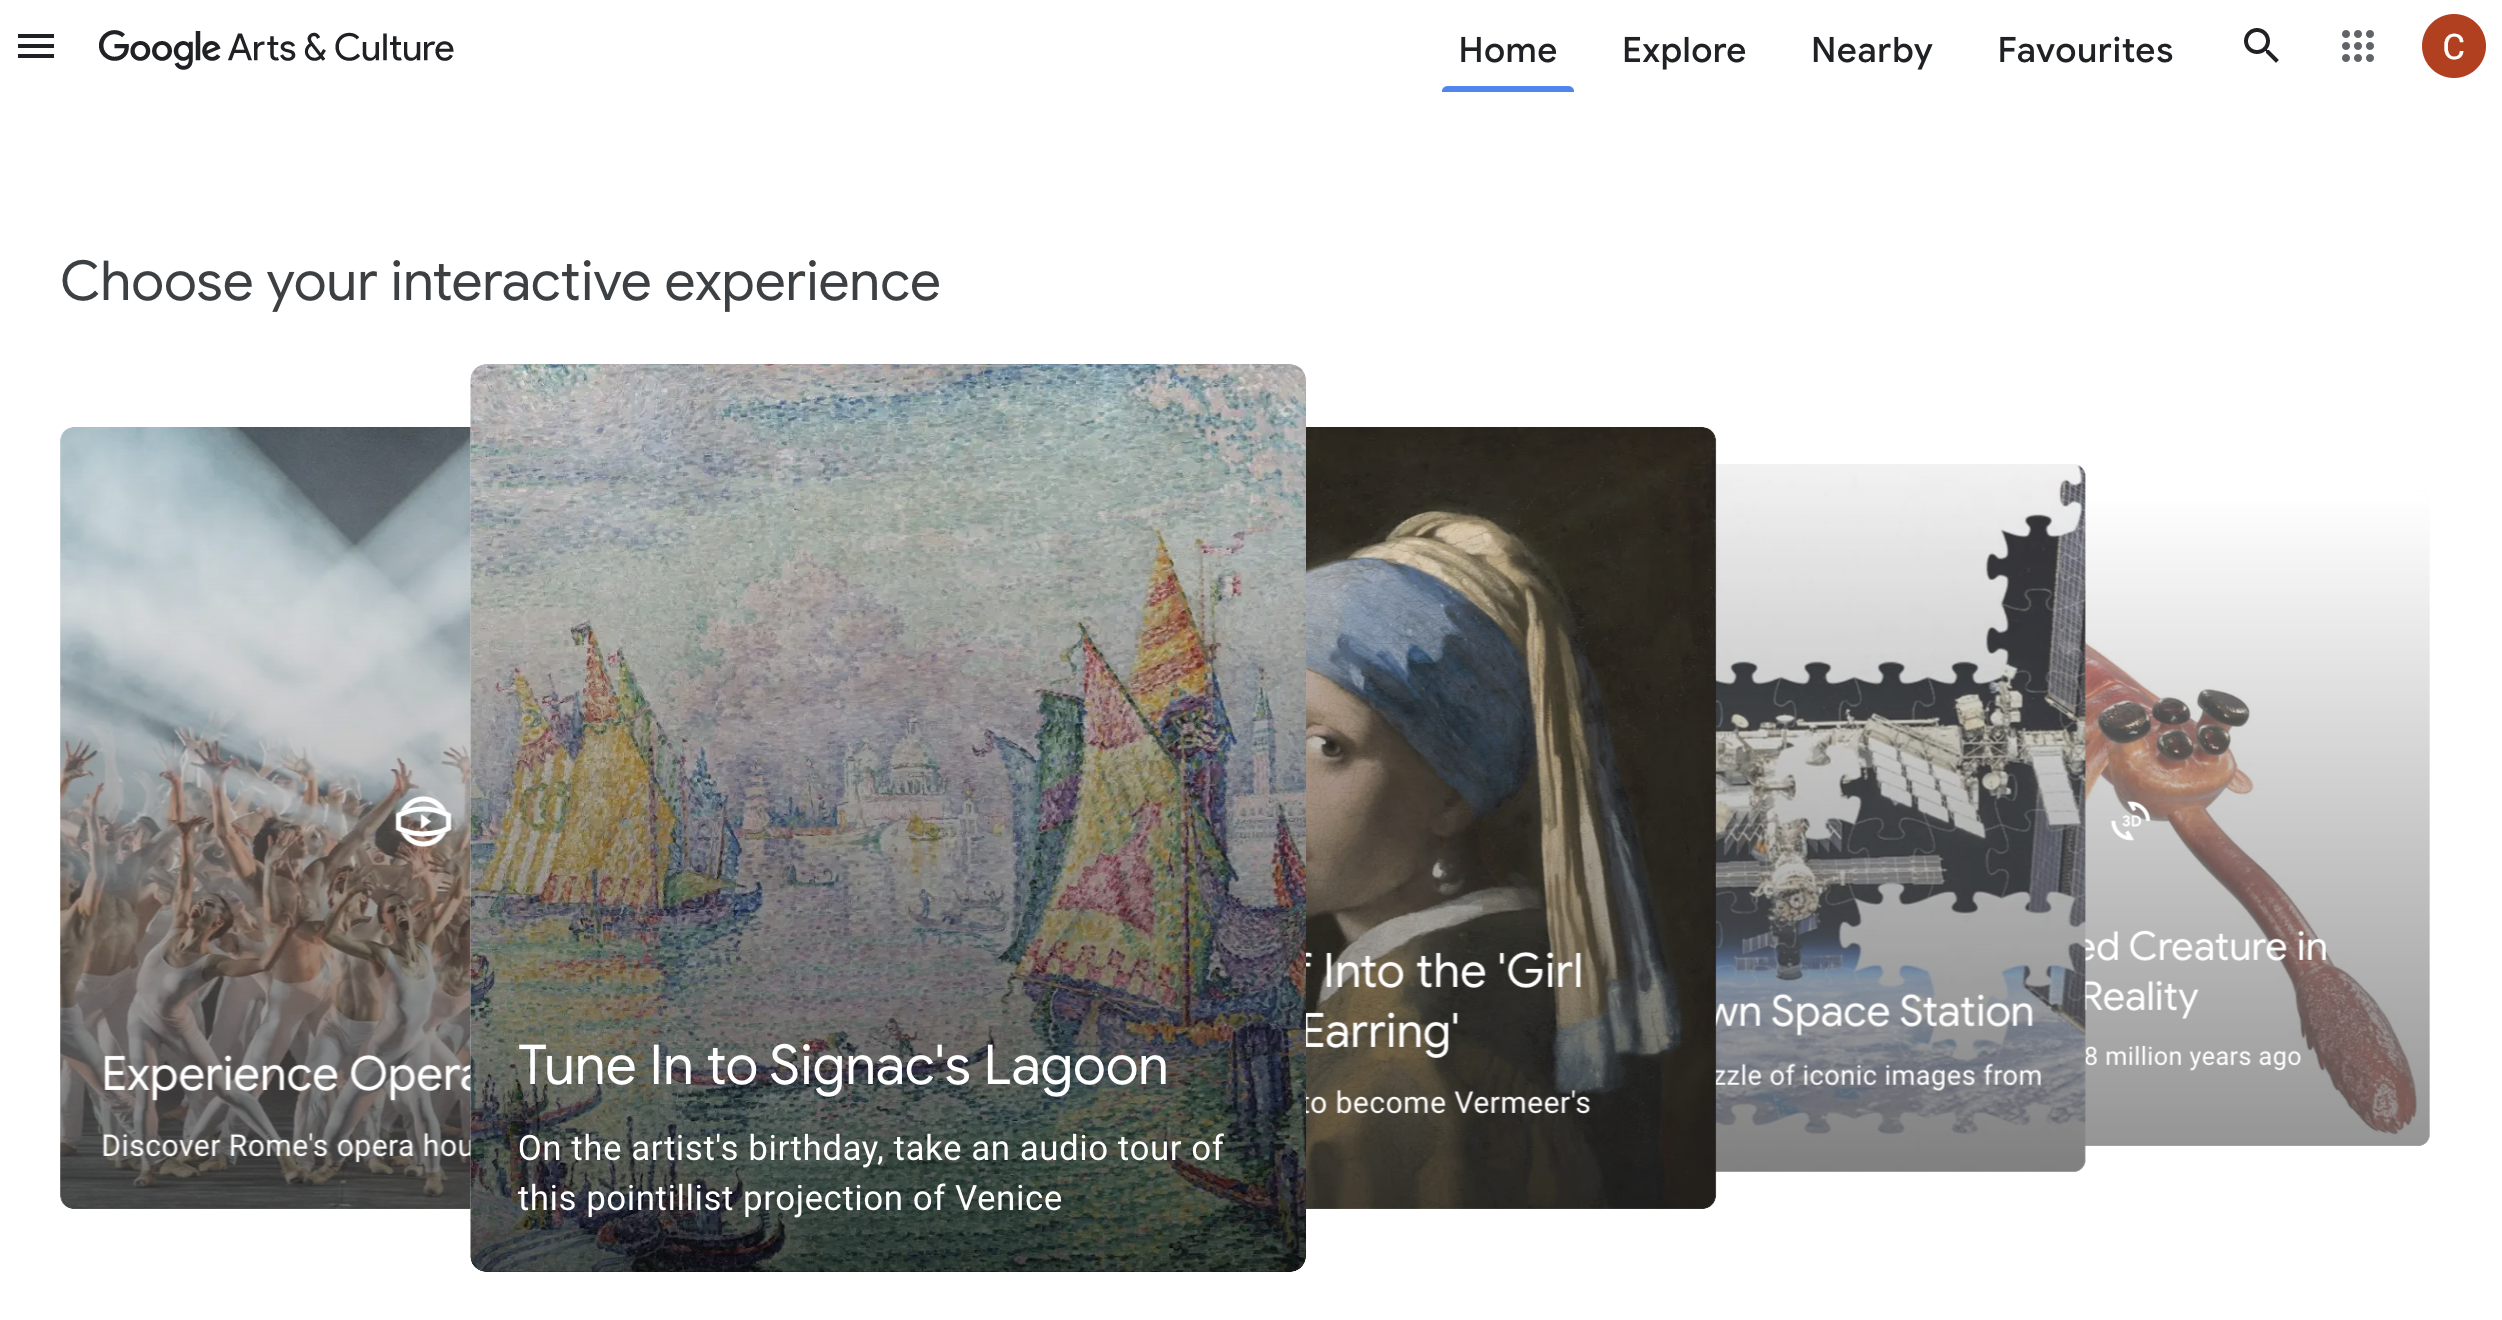 Google Arts & Culture
Home
Explore
Nearby
Favourites
C
Choose your interactive experience
Experience Opera
Discover Rome's opera hou
Tune In to Signac's Lagoon
On the artist's birthday, take an audio tour of
this pointillist projection of Venice
Into the 'Girl
Earring'
to become Vermeer's
wn Space Station
zzle of iconic images from
3D
ed Creature in
Reality
8 million years ago